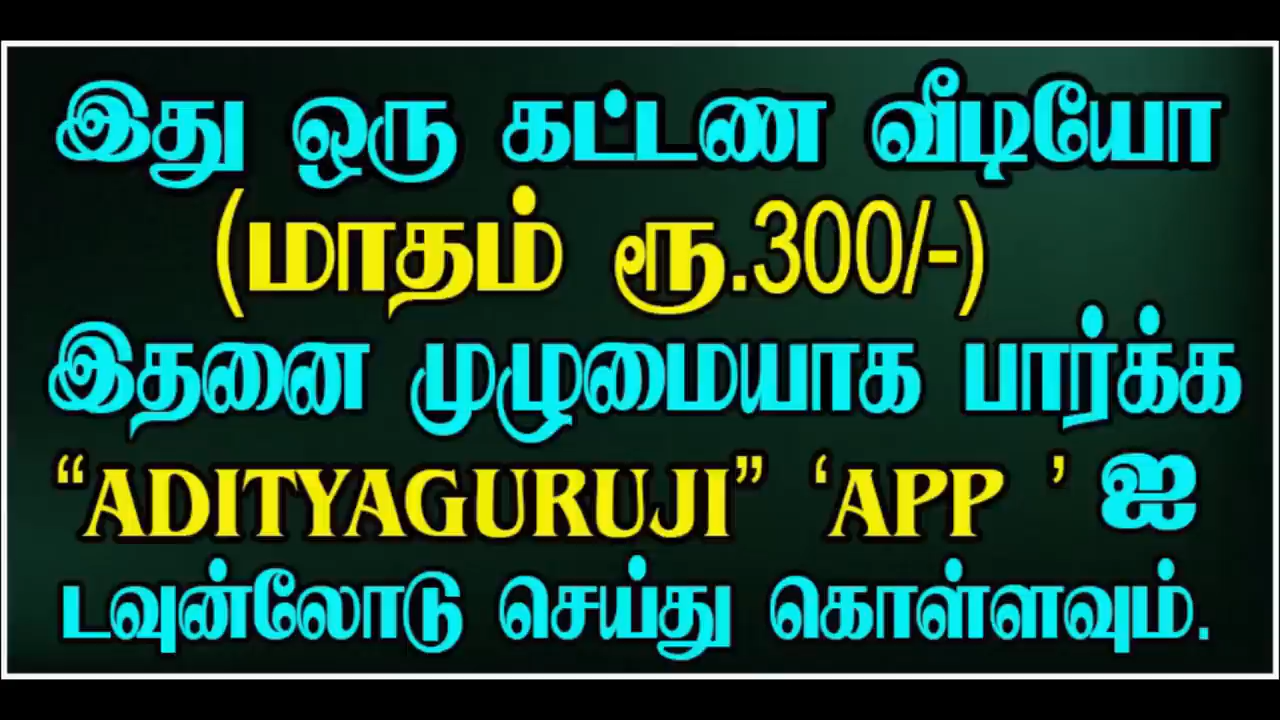 இது ஒரு கட்டண வீடியோ
(மாதம் ரூ.300/-)
இதனை முழுமையாக பார்க்க
“ADITYAGURUJI” ‘APP ’ ஐ
டவுன்லோடு செய்து கொள்ளவும்.